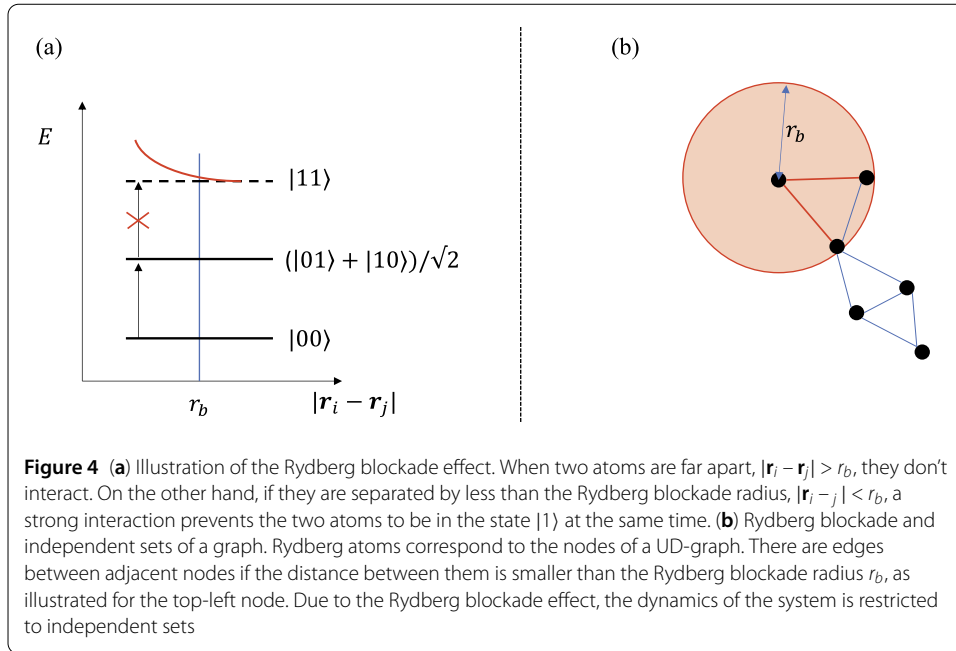 (a)
E
|11⟩
(|01⟩ + |10⟩)/√2
|00⟩
r_b
|r_i − r_j|
(b)
r_b
Figure 4 (a) Illustration of the Rydberg blockade effect. When two atoms are far apart, |r_i – r_j| > r_b, they don't
interact. On the other hand, if they are separated by less than the Rydberg blockade radius, |r_i – _j | < r_b, a
strong interaction prevents the two atoms to be in the state |1⟩ at the same time. (b) Rydberg blockade and
independent sets of a graph. Rydberg atoms correspond to the nodes of a UD-graph. There are edges
between adjacent nodes if the distance between them is smaller than the Rydberg blockade radius r_b, as
illustrated for the top-left node. Due to the Rydberg blockade effect, the dynamics of the system is restricted
to independent sets